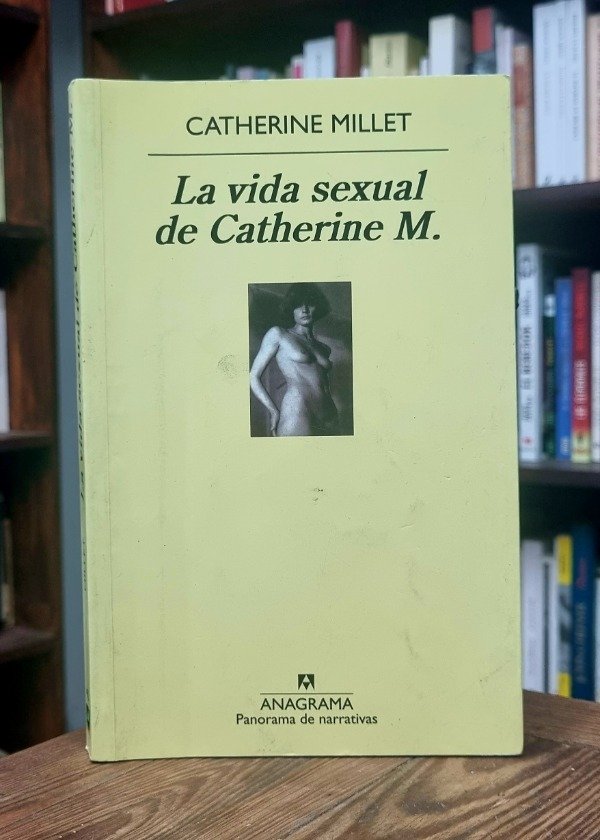 CATHERINE MILLET
La vida sexual
de Catherine M.
ANAGRAMA
Panorama de narrativas